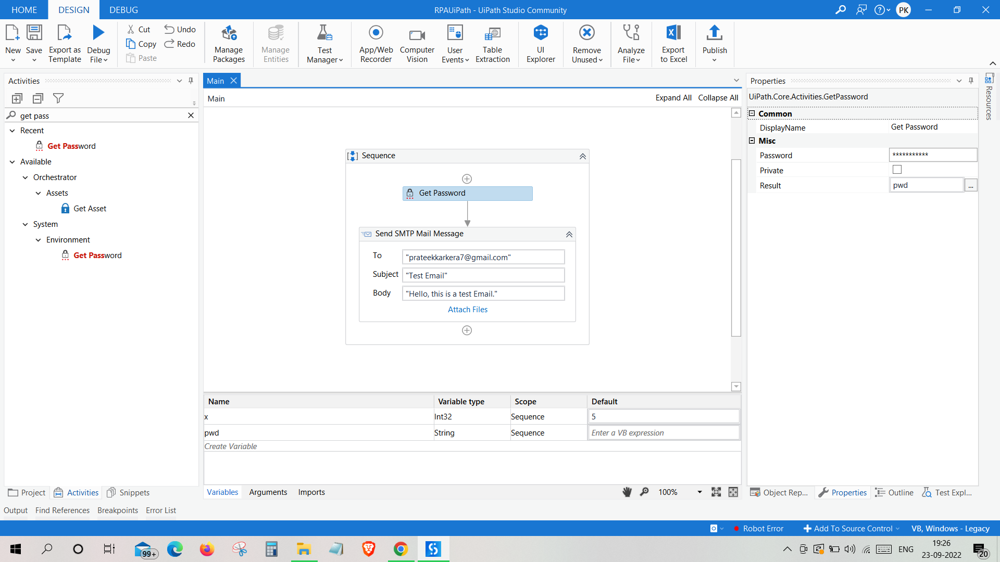 HOME DESIGN DEBUG
RPAUiPath - UiPath Studio Community
PK
New
Save
Export as Template
Debug File
Cut
Copy
Paste
Undo
Redo
Manage Packages
Manage Entities
Test Manager
App/Web Recorder
Computer Vision
User Events
Table Extraction
UI Explorer
Remove Unused
Analyze File
Export to Excel
Publish
Activities
get pass
Recent
Get Password
Available
Orchestrator
Assets
Get Asset
System
Environment
Get Password
Project Activities Snippets
Main
Main
Expand All Collapse All
Sequence
Get Password
Send SMTP Mail Message
To "prateekkarkera7@gmail.com"
Subject "Test Email"
Body "Hello, this is a test Email."
Attach Files
Name Variable type Scope Default
x Int32 Sequence 5
pwd String Sequence Enter a VB expression
Create Variable
Variables Arguments Imports
100%
Properties
UiPath.Core.Activities.GetPassword
Common
DisplayName Get Password
Misc
Password ***********
Private
Result pwd ...
Resources
Object Rep... Properties Outline Test Expl...
Output Find References Breakpoints Error List
Robot Error Add To Source Control VB, Windows - Legacy
99+
ENG
19:26
23-09-2022
20